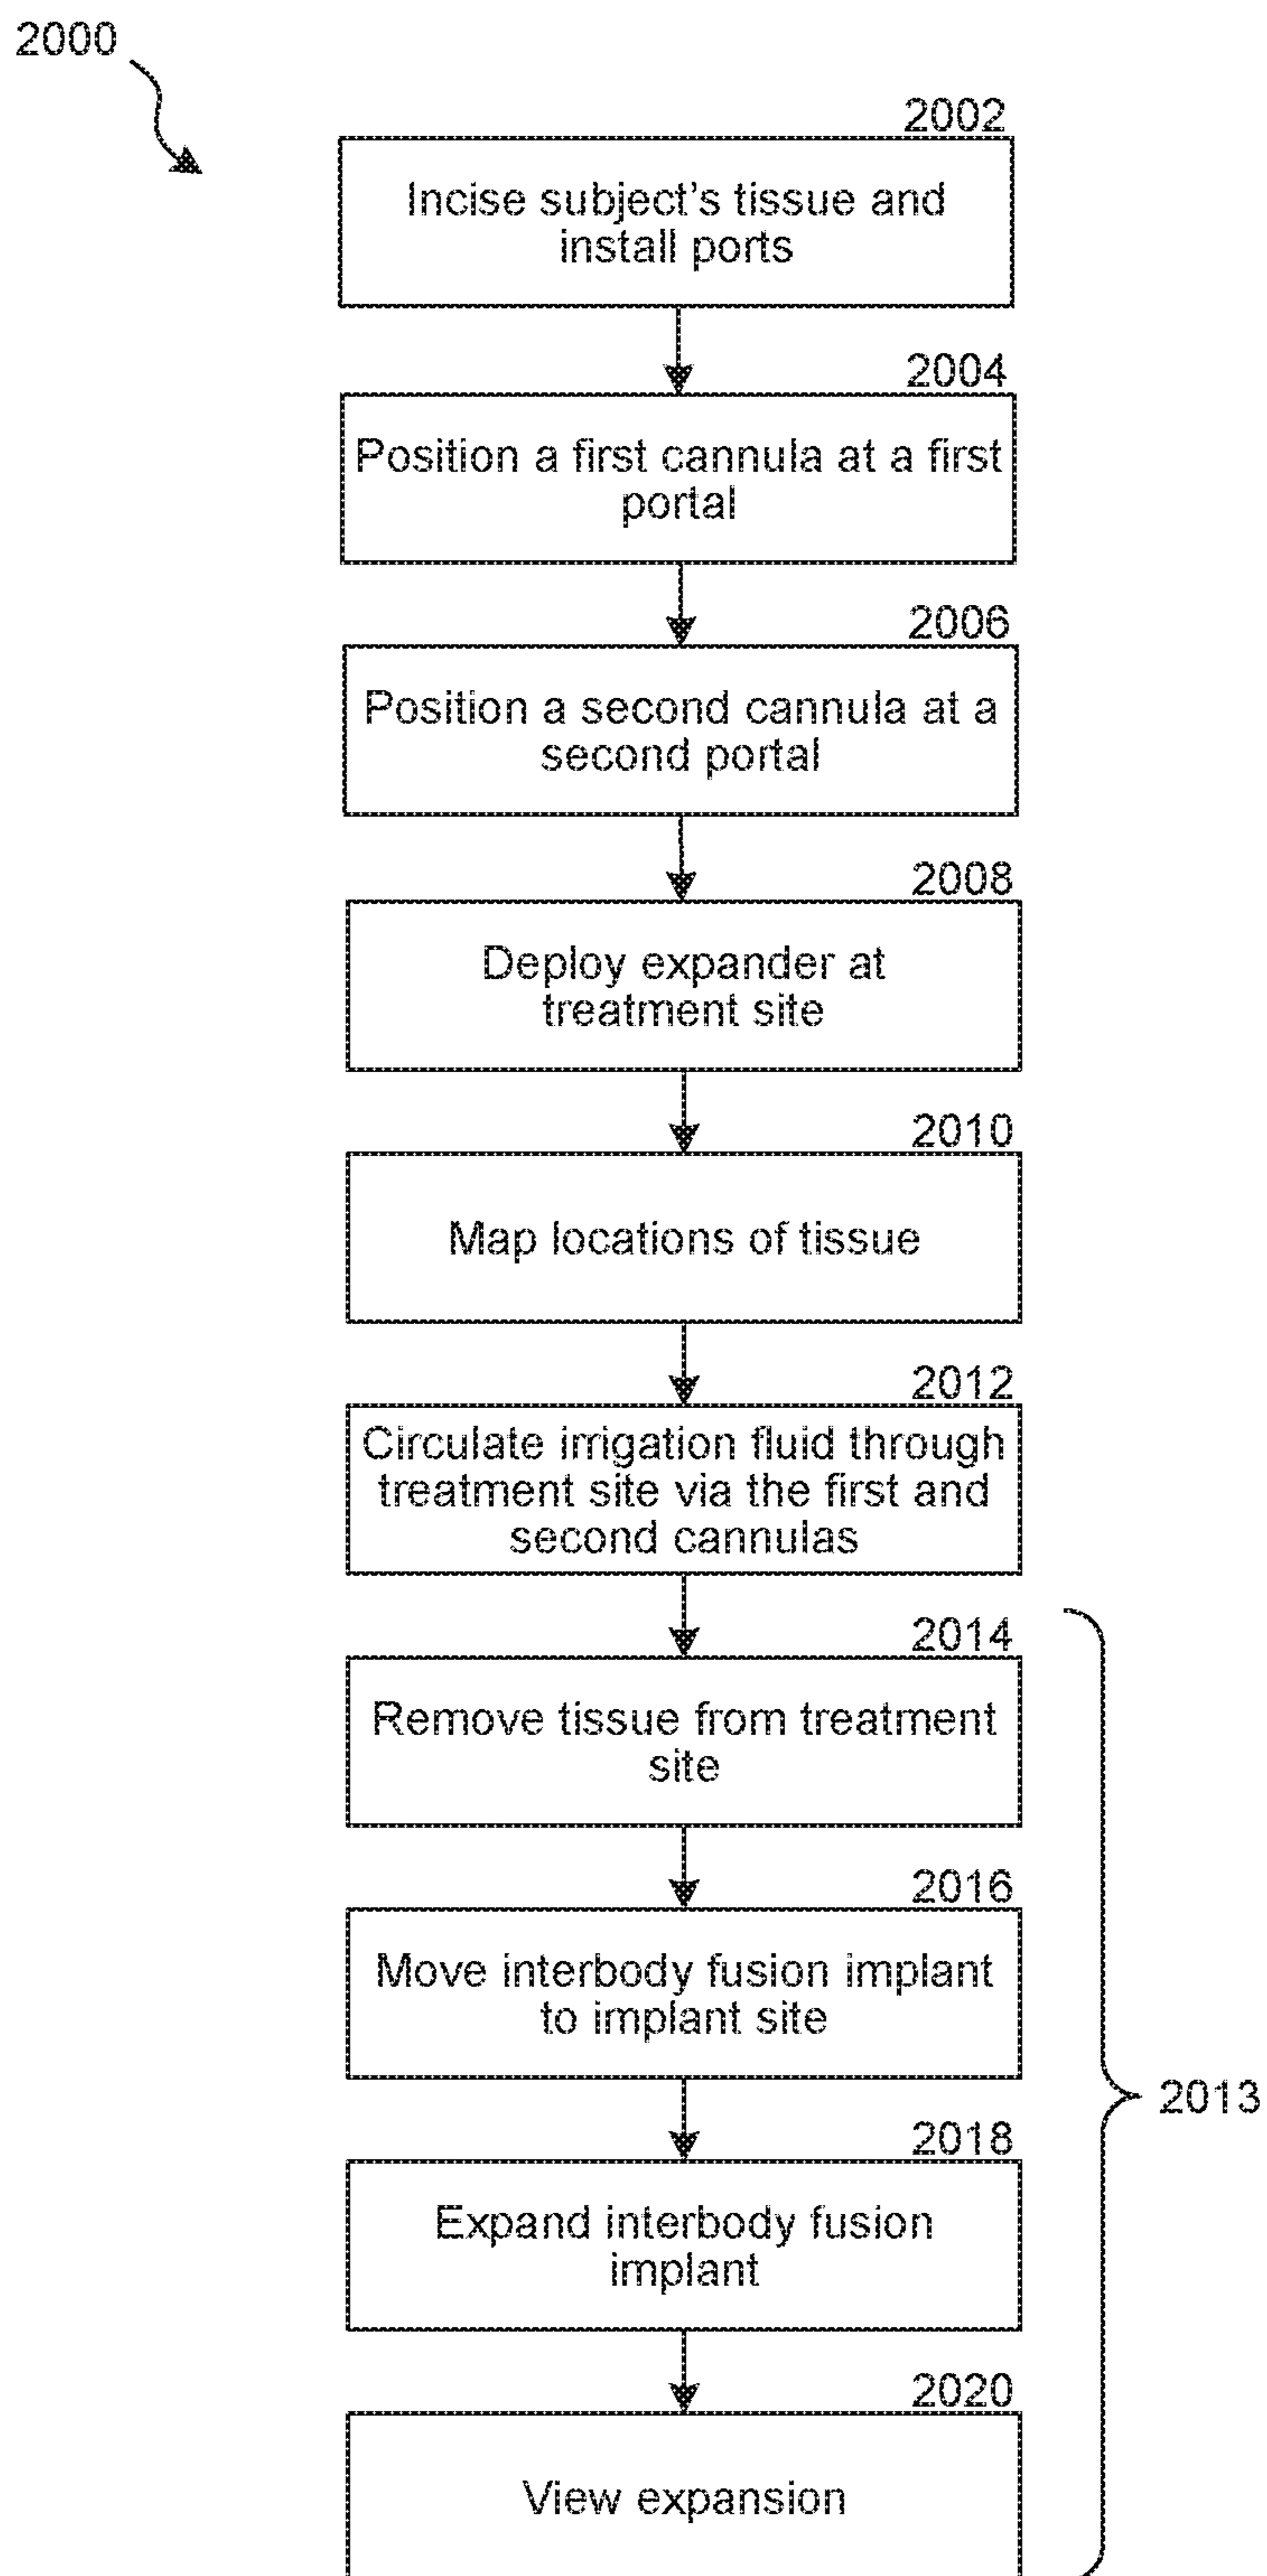 2000
2002
Incise subject's tissue and
install ports
2004
Position a first cannula at a first
portal
2006
Position a second cannula at a
second portal
2008
Deploy expander at
treatment site
2010
Map locations of tissue
2012
Circulate irrigation fluid through
treatment site via the first and
second cannulas
2014
Remove tissue from treatment
site
2016
Move interbody fusion implant
to implant site
2013
2018
Expand interbody fusion
implant
2020
View expansion